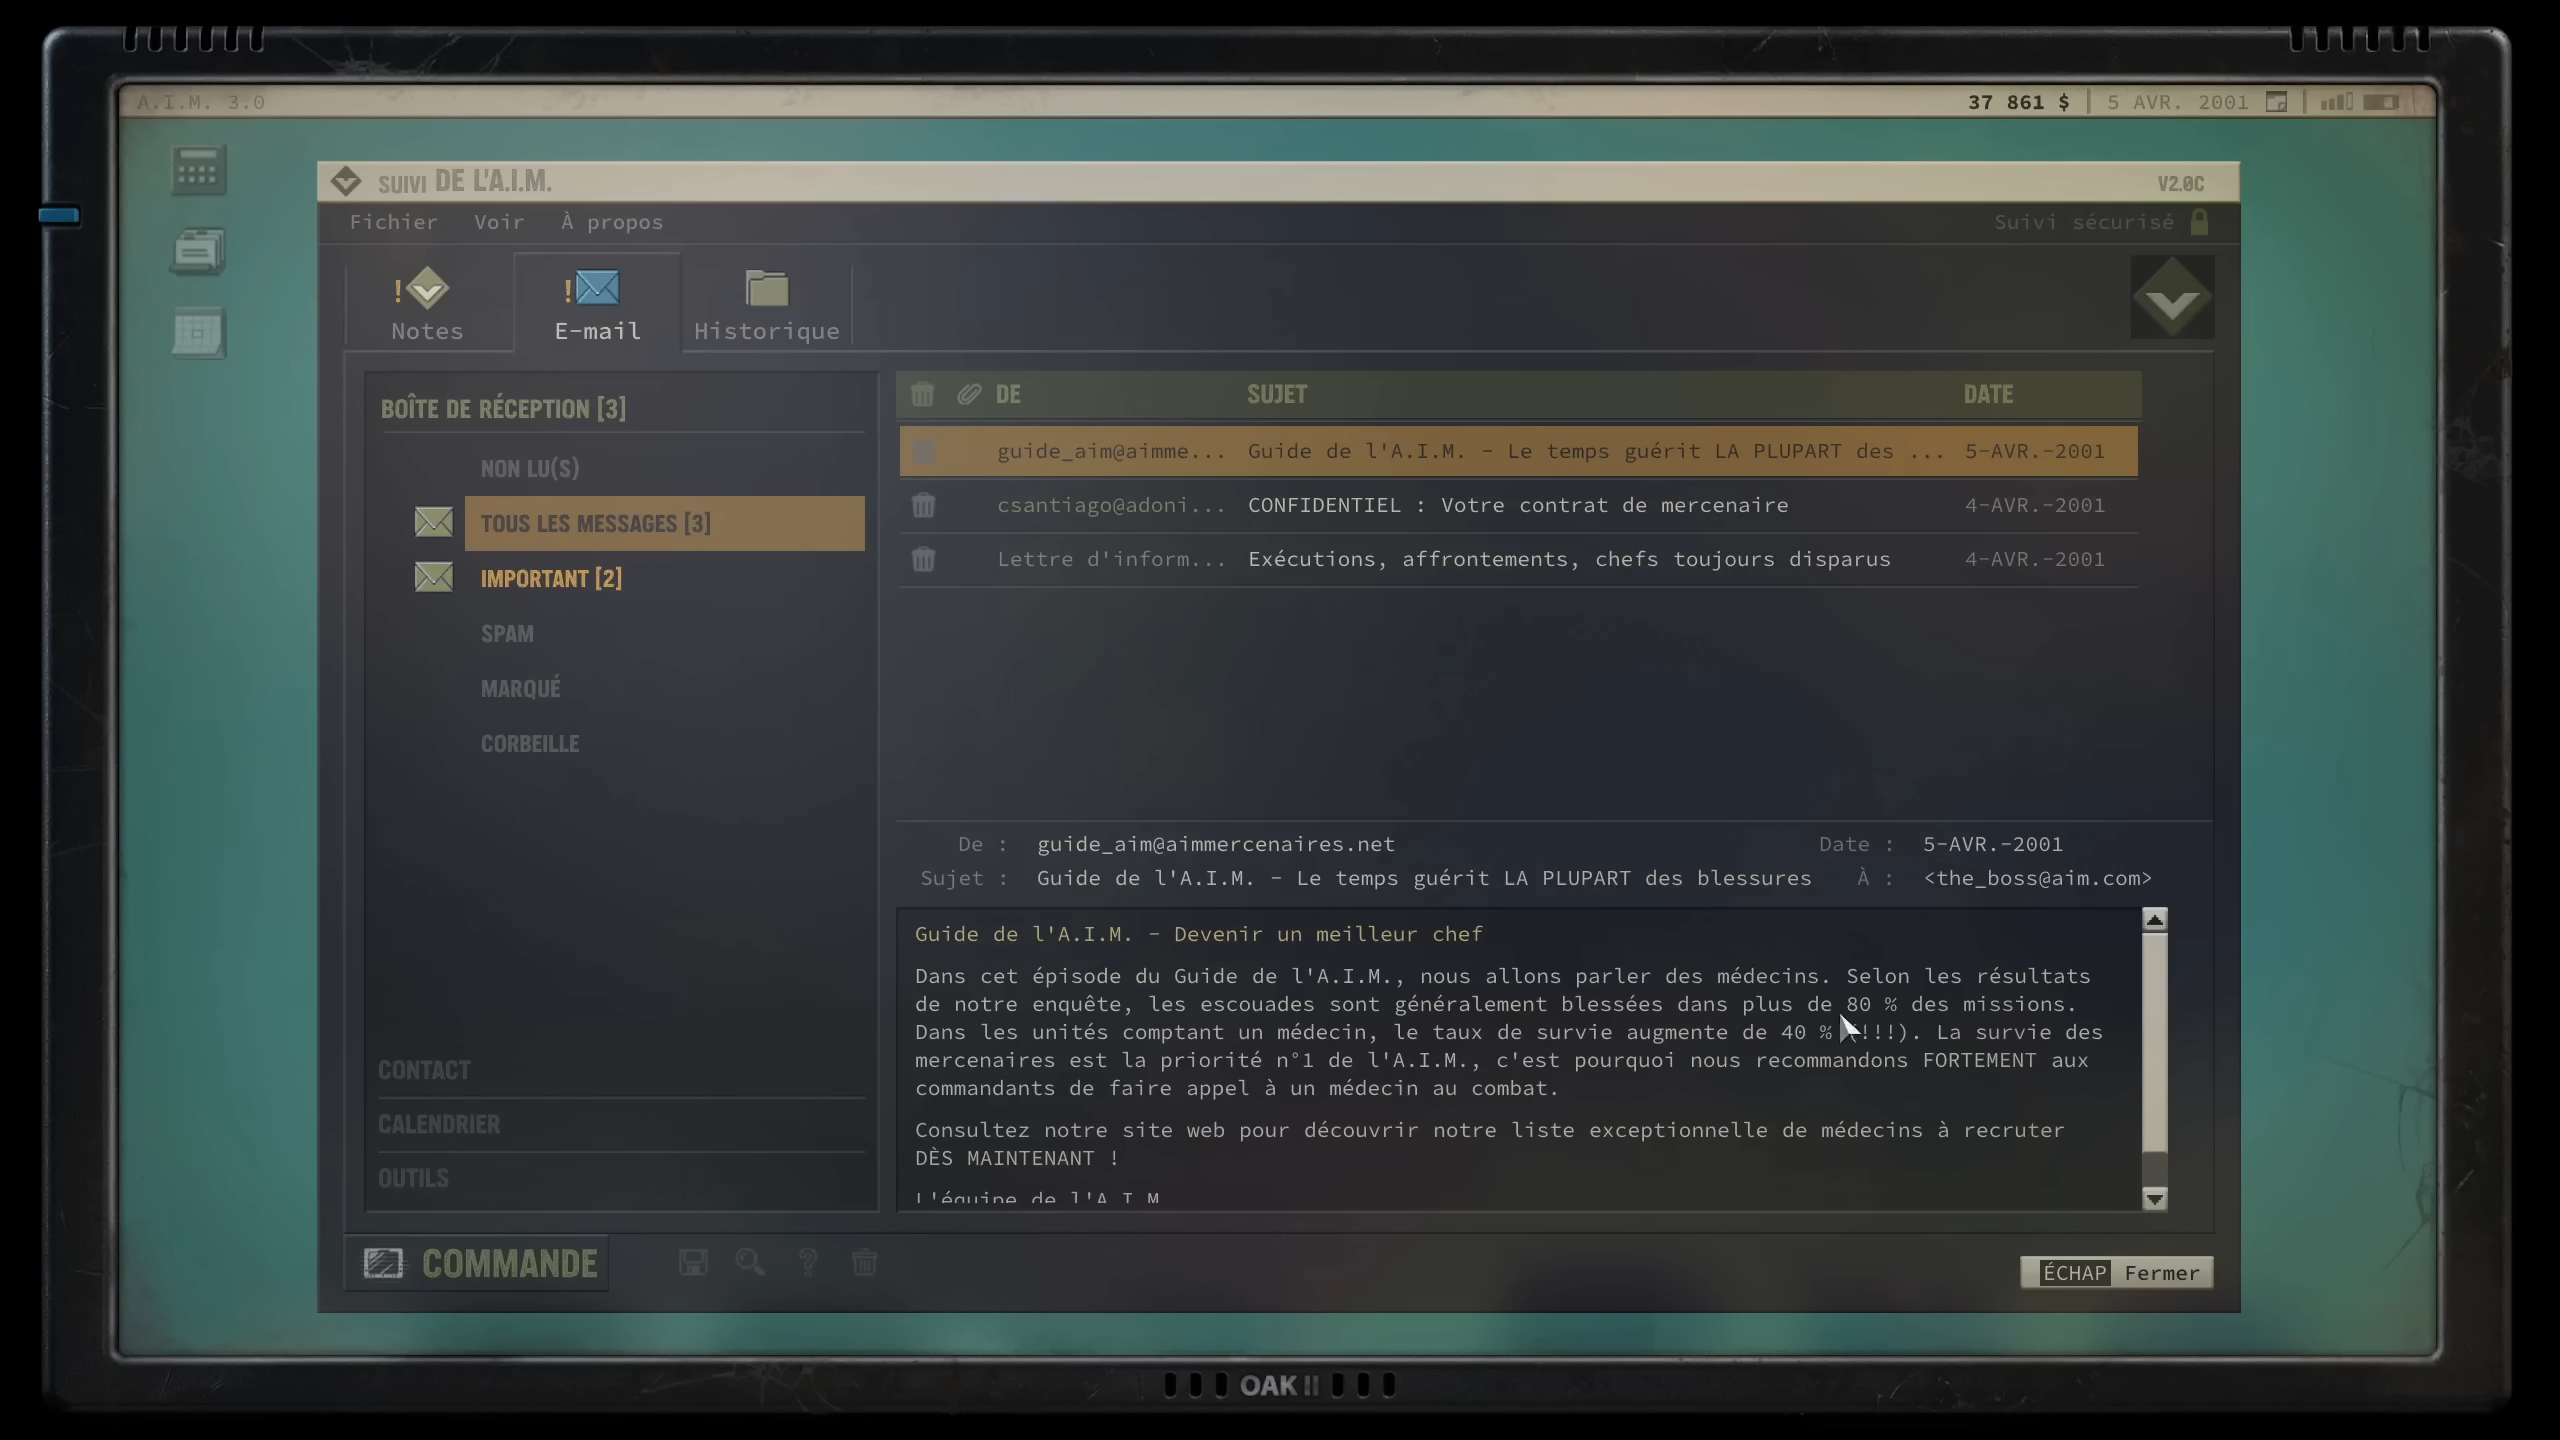 A.I.M. 3.0
37 861 $ | 5 AVR. 2001
SUIVI DE L'A.I.M.
V2.0C
Fichier Voir À propos
Suivi sécurisé
! Notes
! E-mail
Historique
BOÎTE DE RÉCEPTION [3]
NON LU(S)
TOUS LES MESSAGES [3]
IMPORTANT [2]
SPAM
MARQUÉ
CORBEILLE
CONTACT
CALENDRIER
OUTILS
DE SUJET DATE
guide_aim@aimme... Guide de l'A.I.M. - Le temps guérit LA PLUPART des ... 5-AVR.-2001
csantiago@adoni... CONFIDENTIEL : Votre contrat de mercenaire 4-AVR.-2001
Lettre d'inform... Exécutions, affrontements, chefs toujours disparus 4-AVR.-2001
De : guide_aim@aimmercenaires.net Date : 5-AVR.-2001
Sujet : Guide de l'A.I.M. - Le temps guérit LA PLUPART des blessures À : <the_boss@aim.com>
Guide de l'A.I.M. - Devenir un meilleur chef
Dans cet épisode du Guide de l'A.I.M., nous allons parler des médecins. Selon les résultats
de notre enquête, les escouades sont généralement blessées dans plus de 80 % des missions.
Dans les unités comptant un médecin, le taux de survie augmente de 40 % (!!!). La survie des
mercenaires est la priorité n°1 de l'A.I.M., c'est pourquoi nous recommandons FORTEMENT aux
commandants de faire appel à un médecin au combat.
Consultez notre site web pour découvrir notre liste exceptionnelle de médecins à recruter
DÈS MAINTENANT !
L'équipe de l'A.I.M.
COMMANDE
ÉCHAP Fermer
OAK II